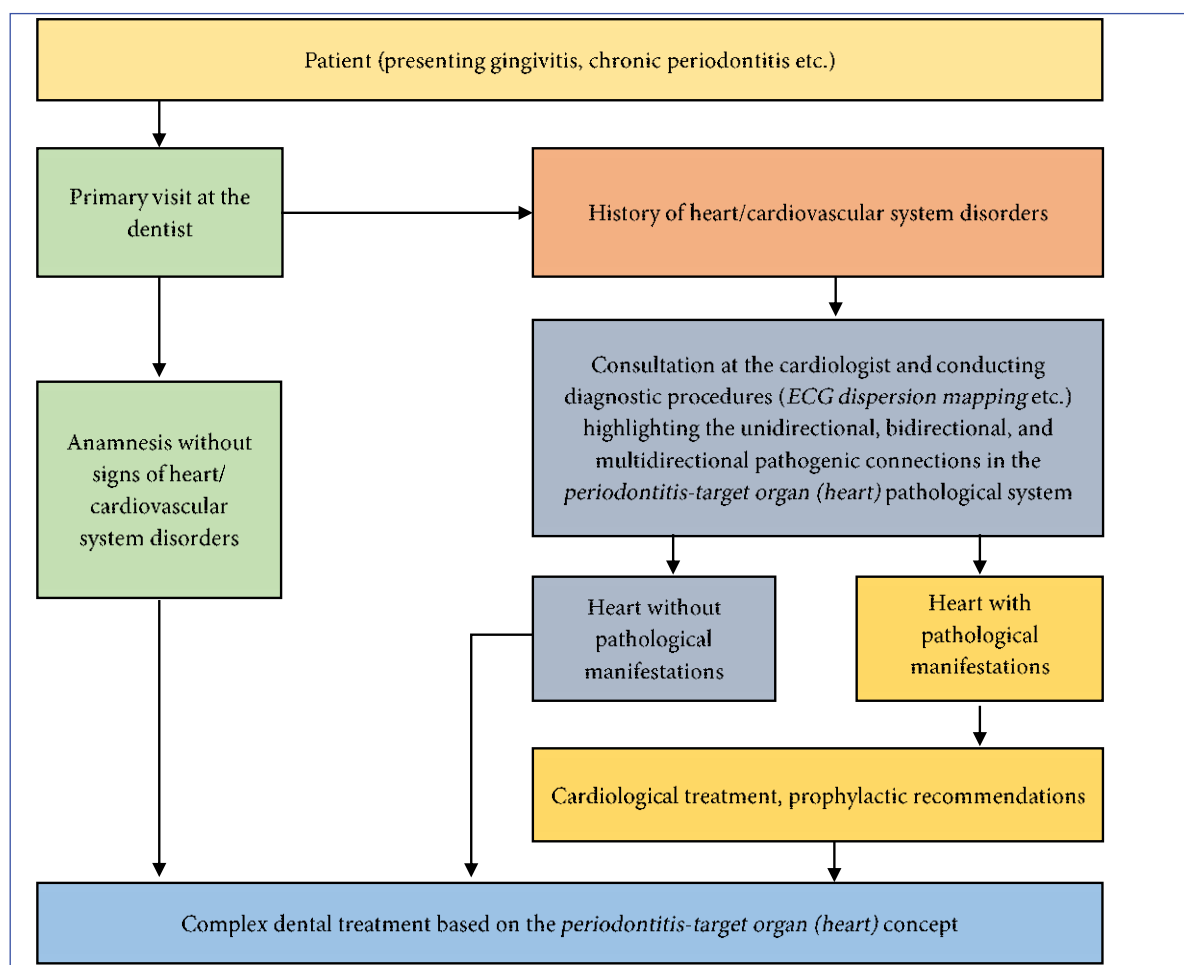 Patient (presenting gingivitis, chronic periodontitis etc.)
Primary visit at the
dentist
History of heart/cardiovascular system disorders
Consultation at the cardiologist and conducting
diagnostic procedures (ECG dispersion mapping etc.)
highlighting the unidirectional, bidirectional, and
multidirectional pathogenic connections in the
periodontitis-target organ (heart) pathological system
Anamnesis without
signs of heart/
cardiovascular
system disorders
Heart without
pathological
manifestations
Heart with
pathological
manifestations
Cardiological treatment, prophylactic recommendations
Complex dental treatment based on the periodontitis-target organ (heart) concept